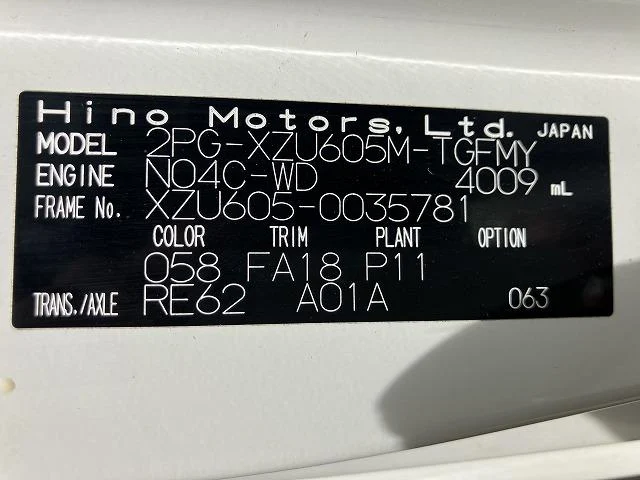 Hino Motors, Ltd. JAPAN
MODEL 2PG-XZU605M-TGFMY
ENGINE N04C-WD 4009 mL
FRAME No. XZU605-0035781
COLOR TRIM PLANT OPTION
058 FA18 P11
TRANS./AXLE RE62 A01A 063